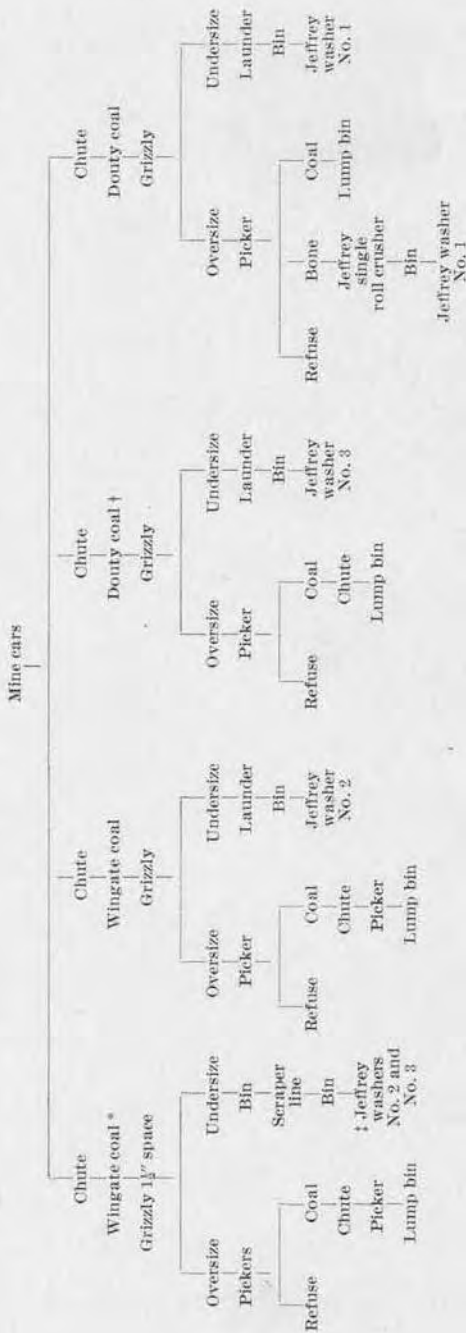 Mine cars
Chute
Wingate coal *
Grizzly 1½″ space
Oversize
Pickers
Refuse
Coal
Chute
Picker
Lump bin
Undersize
Bin
Scraper
line
Bin
‡ Jeffrey
washers
No. 2 and
No. 3
Chute
Wingate coal
Grizzly
Oversize
Picker
Refuse
Coal
Chute
Picker
Lump bin
Undersize
Launder
Bin
Jeffrey
washer
No. 2
Chute
Douty coal †
Grizzly
Oversize
Picker
Refuse
Coal
Chute
Lump bin
Undersize
Launder
Bin
Jeffrey
washer
No. 3
Chute
Douty coal
Grizzly
Oversize
Picker
Refuse
Bone
Jeffrey
single
roll crusher
Bin
Jeffrey washer
No. 1
Coal
Lump bin
Undersize
Launder
Bin
Jeffrey
washer
No. 1